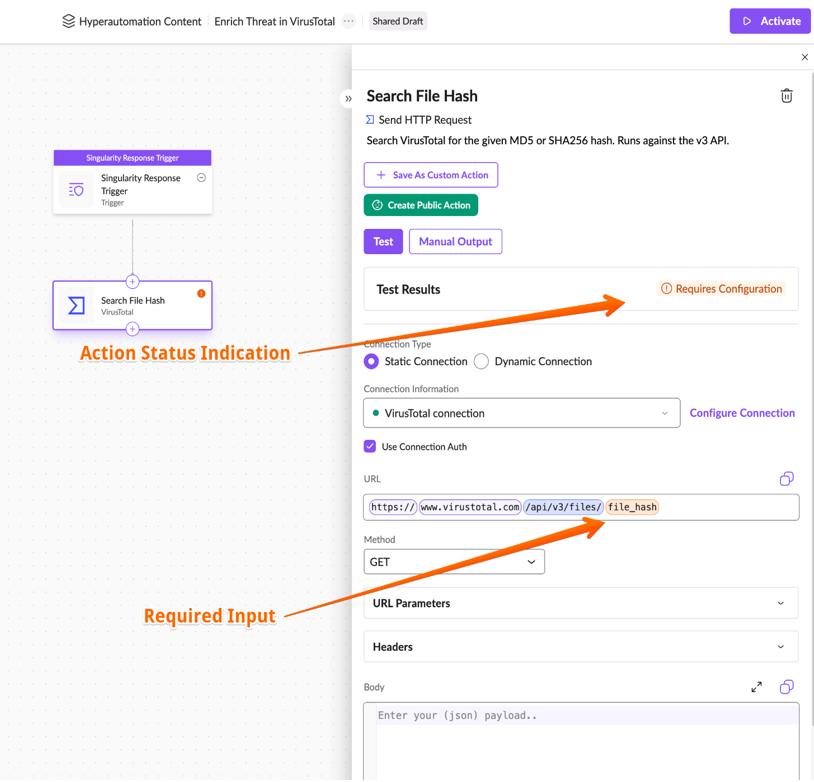 Hyperautomation Content Enrich Threat in VirusTotal ... Shared Draft Activate
Search File Hash
Send HTTP Request
Search VirusTotal for the given MD5 or SHA256 hash. Runs against the v3 API.
Singularity Response Trigger
Singularity Response
Trigger
Trigger
+ Save As Custom Action
Create Public Action
Test Manual Output
Test Results Requires Configuration
Search File Hash
VirusTotal
Action Status Indication
Connection Type
Static Connection Dynamic Connection
Connection Information
VirusTotal connection Configure Connection
Use Connection Auth
URL
https:// www.virustotal.com /api/v3/files/ file_hash
Method
GET
Required Input
URL Parameters
Headers
Body
Enter your (json) payload..